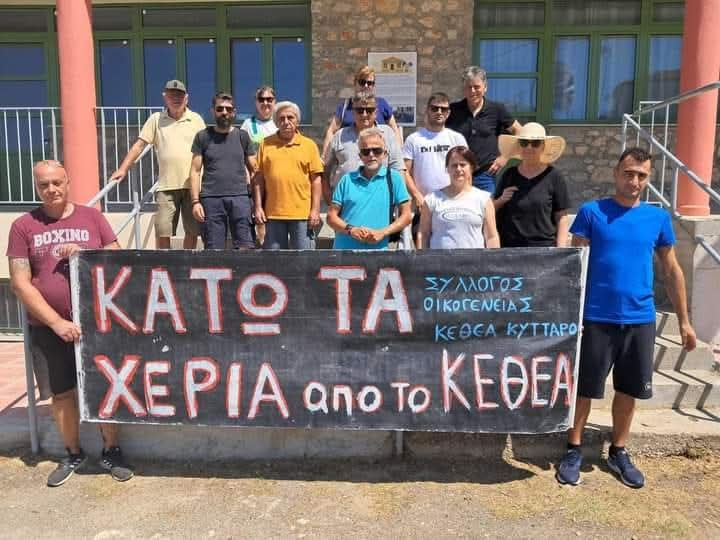 ΚΑΤΩ ΤΑ
ΣΥΛΛΟΓΟΣ
ΟΙΚΟΓΕΝΕΙΑΣ
ΚΕΘΕΑ ΚΥΤΤΑΡΟ
ΧΕΡΙΑ απο το ΚΕΘΕΑ
BOXING